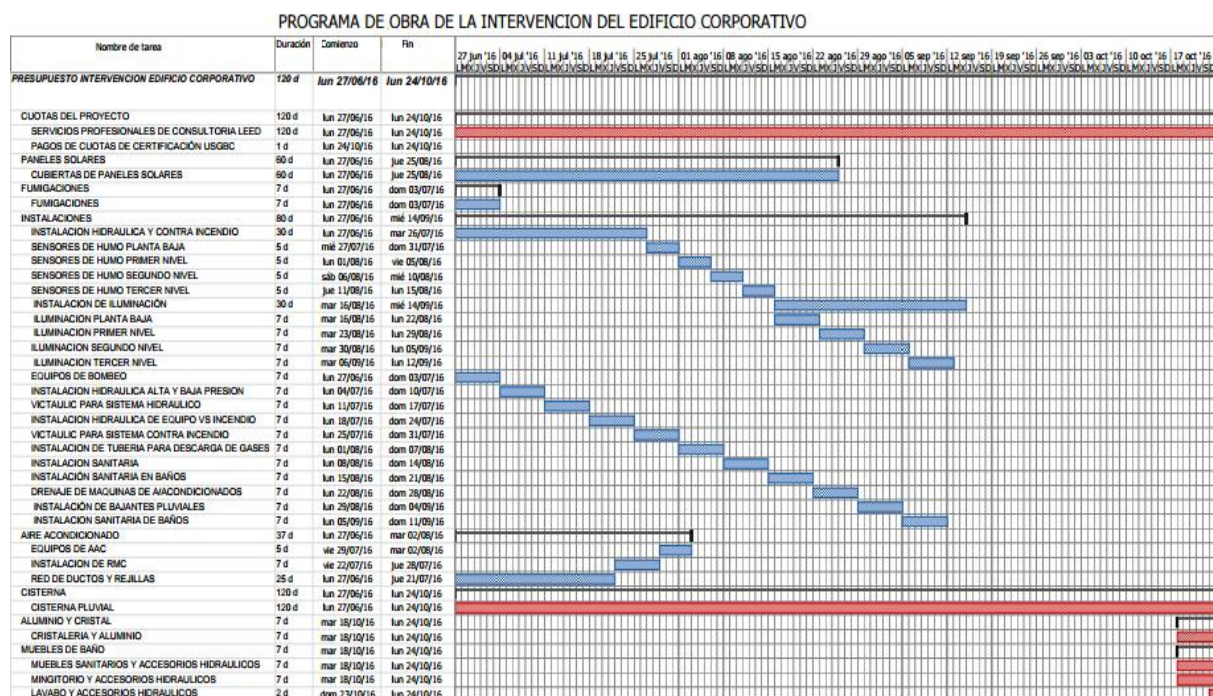 PROGRAMA DE OBRA DE LA INTERVENCION DEL EDIFICIO CORPORATIVO
Nombre de tarea Duración Comienzo Fin 27 jun '16 04 jul '16 11 jul '16 18 jul '16 25 jul '16 01 ago '16 08 ago '16 15 ago '16 22 ago '16 29 ago '16 05 sep '16 12 sep '16 19 sep '16 26 sep '16 03 oct '16 10 oct '16 17 oct '16
LMXJVSDLMXJVSDLMXJVSDLMXJVSDLMXJVSDLMXJVSDLMXJVSDLMXJVSDLMXJVSDLMXJVSDLMXJVSDLMXJVSDLMXJVSDLMXJVSDLMXJVSDLMXJVSDLMXJVSD
PRESUPUESTO INTERVENCION EDIFICIO CORPORATIVO 120 d lun 27/06/16 lun 24/10/16
CUOTAS DEL PROYECTO 120 d lun 27/06/16 lun 24/10/16
SERVICIOS PROFESIONALES DE CONSULTORIA LEED 120 d lun 27/06/16 lun 24/10/16
PAGOS DE CUOTAS DE CERTIFICACIÓN USGBC 1 d lun 24/10/16 lun 24/10/16
PANELES SOLARES 60 d lun 27/06/16 jue 25/08/16
CUBIERTAS DE PANELES SOLARES 60 d lun 27/06/16 jue 25/08/16
FUMIGACIONES 7 d lun 27/06/16 dom 03/07/16
FUMIGACIONES 7 d lun 27/06/16 dom 03/07/16
INSTALACIONES 80 d lun 27/06/16 mié 14/09/16
INSTALACION HIDRAULICA Y CONTRA INCENDIO 30 d lun 27/06/16 mar 26/07/16
SENSORES DE HUMO PLANTA BAJA 5 d mié 27/07/16 dom 31/07/16
SENSORES DE HUMO PRIMER NIVEL 5 d lun 01/08/16 vie 05/08/16
SENSORES DE HUMO SEGUNDO NIVEL 5 d sáb 06/08/16 mié 10/08/16
SENSORES DE HUMO TERCER NIVEL 5 d jue 11/08/16 lun 15/08/16
INSTALACION DE ILUMINACIÓN 30 d mar 16/08/16 mié 14/09/16
ILUMINACION PLANTA BAJA 7 d mar 16/08/16 lun 22/08/16
ILUMINACION PRIMER NIVEL 7 d mar 23/08/16 lun 29/08/16
ILUMINACION SEGUNDO NIVEL 7 d mar 30/08/16 lun 05/09/16
ILUMINACION TERCER NIVEL 7 d mar 06/09/16 lun 12/09/16
EQUIPOS DE BOMBEO 7 d lun 27/06/16 dom 03/07/16
INSTALACION HIDRAULICA ALTA Y BAJA PRESION 7 d lun 04/07/16 dom 10/07/16
VICTAULIC PARA SISTEMA HIDRAULICO 7 d lun 11/07/16 dom 17/07/16
INSTALACION HIDRAULICA DE EQUIPO VS INCENDIO 7 d lun 18/07/16 dom 24/07/16
VICTAULIC PARA SISTEMA CONTRA INCENDIO 7 d lun 25/07/16 dom 31/07/16
INSTALACION DE TUBERIA PARA DESCARGA DE GASES 7 d lun 01/08/16 dom 07/08/16
INSTALACION SANITARIA 7 d lun 08/08/16 dom 14/08/16
INSTALACIÓN SANITARIA EN BAÑOS 7 d lun 15/08/16 dom 21/08/16
DRENAJE DE MAQUINAS DE A/ACONDICIONADOS 7 d lun 22/08/16 dom 28/08/16
INSTALACIÓN DE BAJANTES PLUVIALES 7 d lun 29/08/16 dom 04/09/16
INSTALACION SANITARIA DE BAÑOS 7 d lun 05/09/16 dom 11/09/16
AIRE ACONDICIONADO 37 d lun 27/06/16 mar 02/08/16
EQUIPOS DE AAC 5 d vie 29/07/16 mar 02/08/16
INSTALACION DE RMC 7 d vie 22/07/16 jue 28/07/16
RED DE DUCTOS Y REJILLAS 25 d lun 27/06/16 jue 21/07/16
CISTERNA 120 d lun 27/06/16 lun 24/10/16
CISTERNA PLUVIAL 120 d lun 27/06/16 lun 24/10/16
ALUMINIO Y CRISTAL 7 d mar 18/10/16 lun 24/10/16
CRISTALERIA Y ALUMINIO 7 d mar 18/10/16 lun 24/10/16
MUEBLES DE BAÑO 7 d mar 18/10/16 lun 24/10/16
MUEBLES SANITARIOS Y ACCESORIOS HIDRAULICOS 7 d mar 18/10/16 lun 24/10/16
MINGITORIO Y ACCESORIOS HIDRAULICOS 7 d mar 18/10/16 lun 24/10/16
LAVABO Y ACCESORIOS HIDRAULICOS 2 d dom 23/10/16 lun 24/10/16